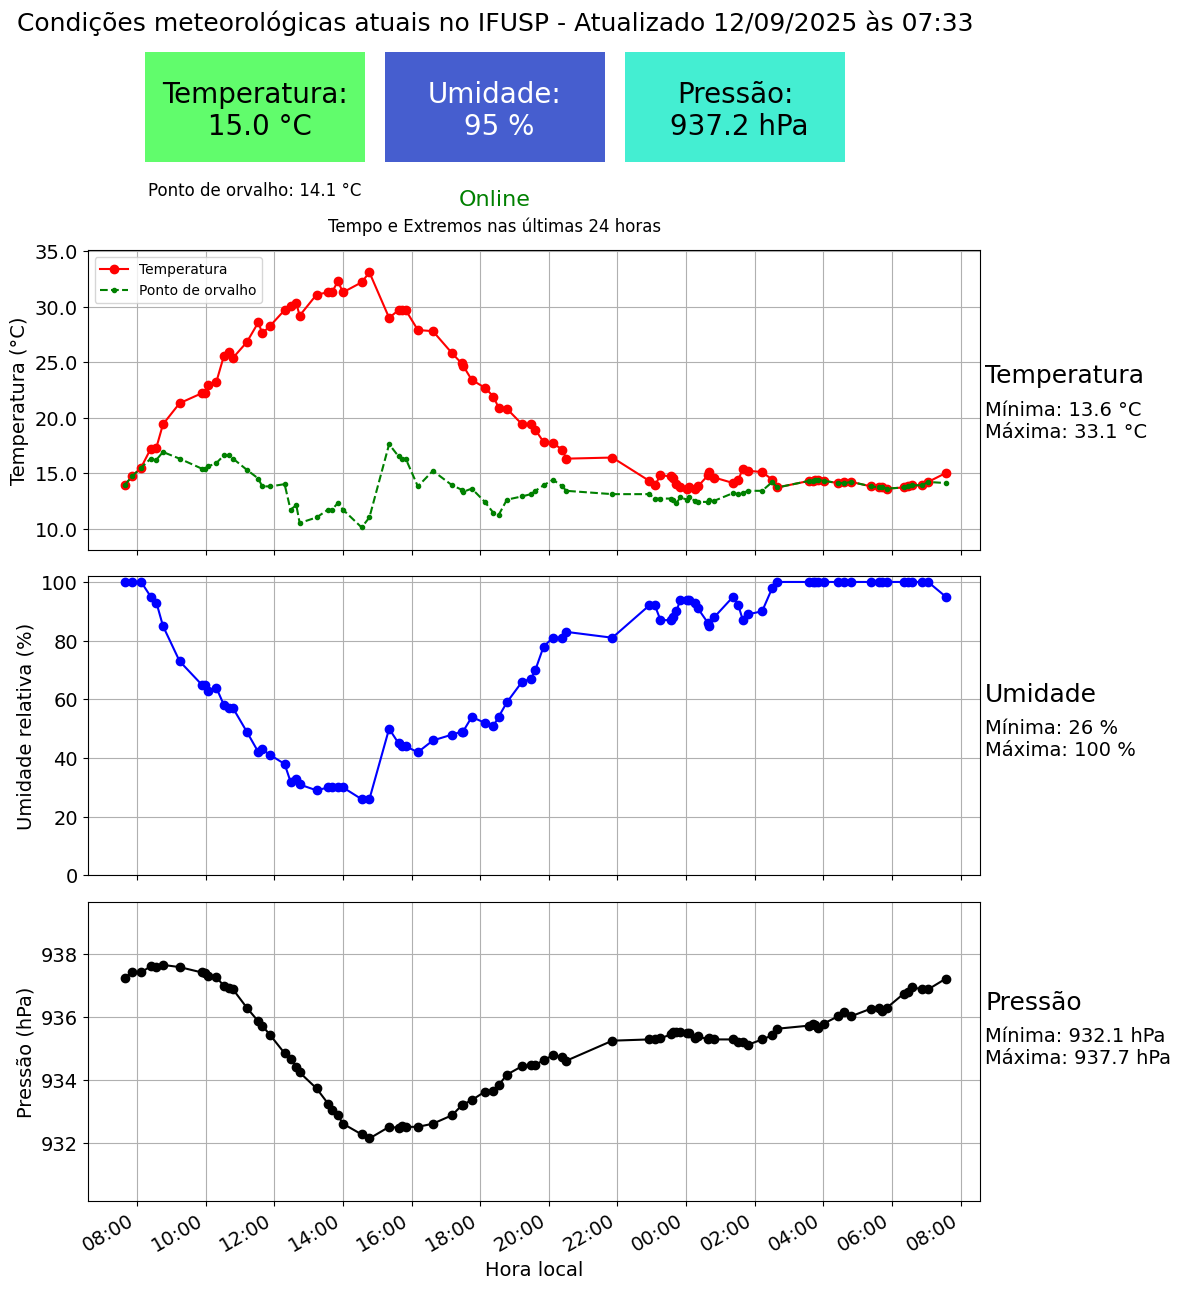 Condições meteorológicas atuais no IFUSP - Atualizado 12/09/2025 às 07:33
Temperatura:
15.0 °C
Umidade:
95 %
Pressão:
937.2 hPa
Ponto de orvalho: 14.1 °C
Online
Tempo e Extremos nas últimas 24 horas
Temperatura (°C)
35.0
30.0
25.0
20.0
15.0
10.0
Temperatura
Ponto de orvalho
Temperatura
Mínima: 13.6 °C
Máxima: 33.1 °C
Umidade relativa (%)
100
80
60
40
20
0
Umidade
Mínima: 26 %
Máxima: 100 %
Pressão (hPa)
938
936
934
932
Pressão
Mínima: 932.1 hPa
Máxima: 937.7 hPa
08:00 10:00 12:00 14:00 16:00 18:00 20:00 22:00 00:00 02:00 04:00 06:00 08:00
Hora local